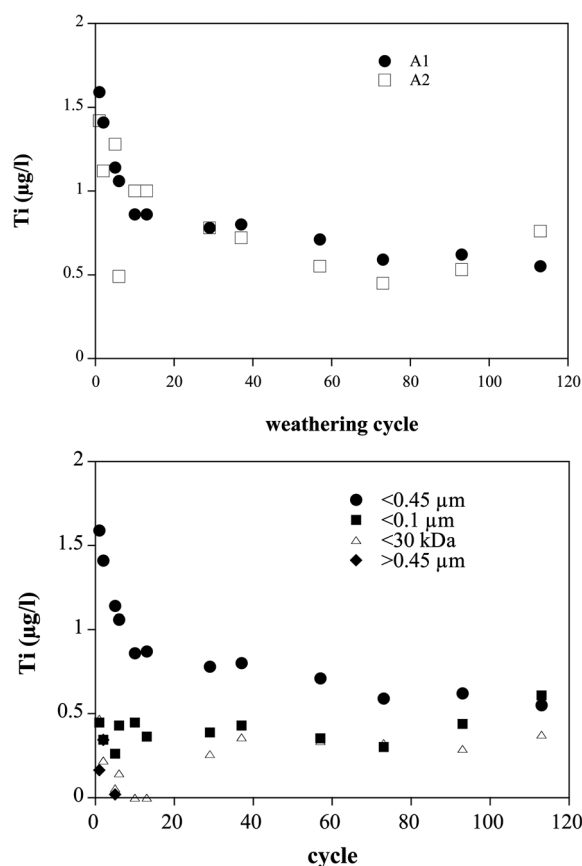 2
1.5
1
0.5
0
Ti (µg/l)
A1
A2
0 20 40 60 80 100 120
weathering cycle
2
1.5
1
0.5
0
Ti (µg/l)
<0.45 µm
<0.1 µm
<30 kDa
>0.45 µm
0 20 40 60 80 100 120
cycle